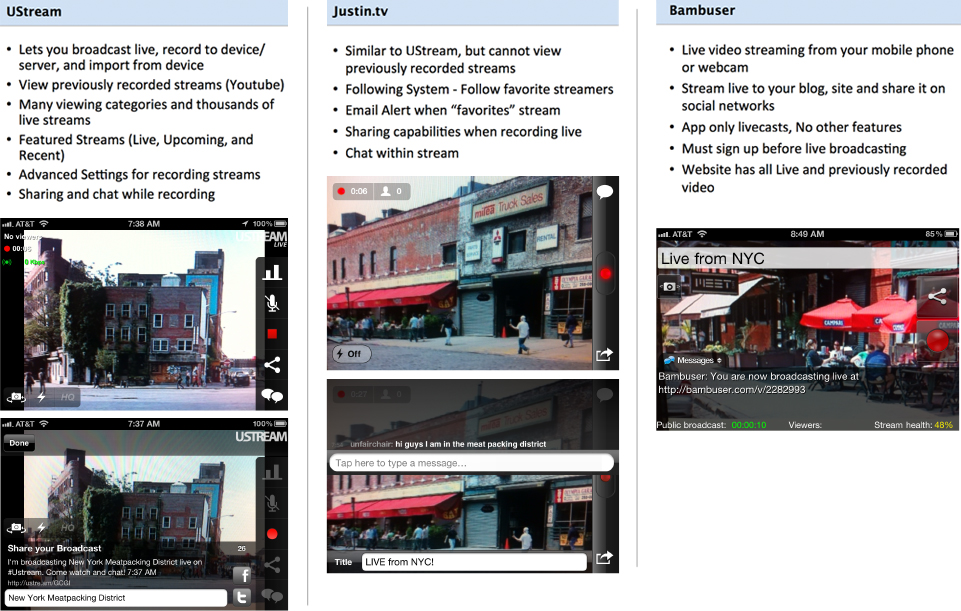 UStream
• Lets you broadcast live, record to device/
server, and import from device
• View previously recorded streams (Youtube)
• Many viewing categories and thousands of
live streams
• Featured Streams (Live, Upcoming, and
Recent)
• Advanced Settings for recording streams
• Sharing and chat while recording
AT&T 7:38 AM 100%
No viewers
00:05
0 Kbps
EAM
LIVE
HQ
AT&T 7:37 AM 100%
Done
USTREAM
HQ
Share your Broadcast 26
I'm broadcasting New York Meatpacking District live on
#Ustream. Come watch and chat! 7:37 AM
http://ustre.am/GCGI
New York Meatpacking District
Justin.tv
• Similar to UStream, but cannot view
previously recorded streams
• Following System - Follow favorite streamers
• Email Alert when “favorites” stream
• Sharing capabilities when recording live
• Chat within stream
0:06 0
mitca Truck Sales
RENTAL
Off
0:27 0
unfairchair: hi guys I am in the meat packing district
Tap here to type a message...
Title LIVE from NYC!
Bambuser
• Live video streaming from your mobile phone
or webcam
• Stream live to your blog, site and share it on
social networks
• App only livecasts, No other features
• Must sign up before live broadcasting
• Website has all Live and previously recorded
video
AT&T 8:49 AM 85%
Live from NYC
CAMPARI
Messages
Bambuser: You are now broadcasting live at
http://bambuser.com/v/2282993
Public broadcast: 00:00:10 Viewers: Stream health: 48%